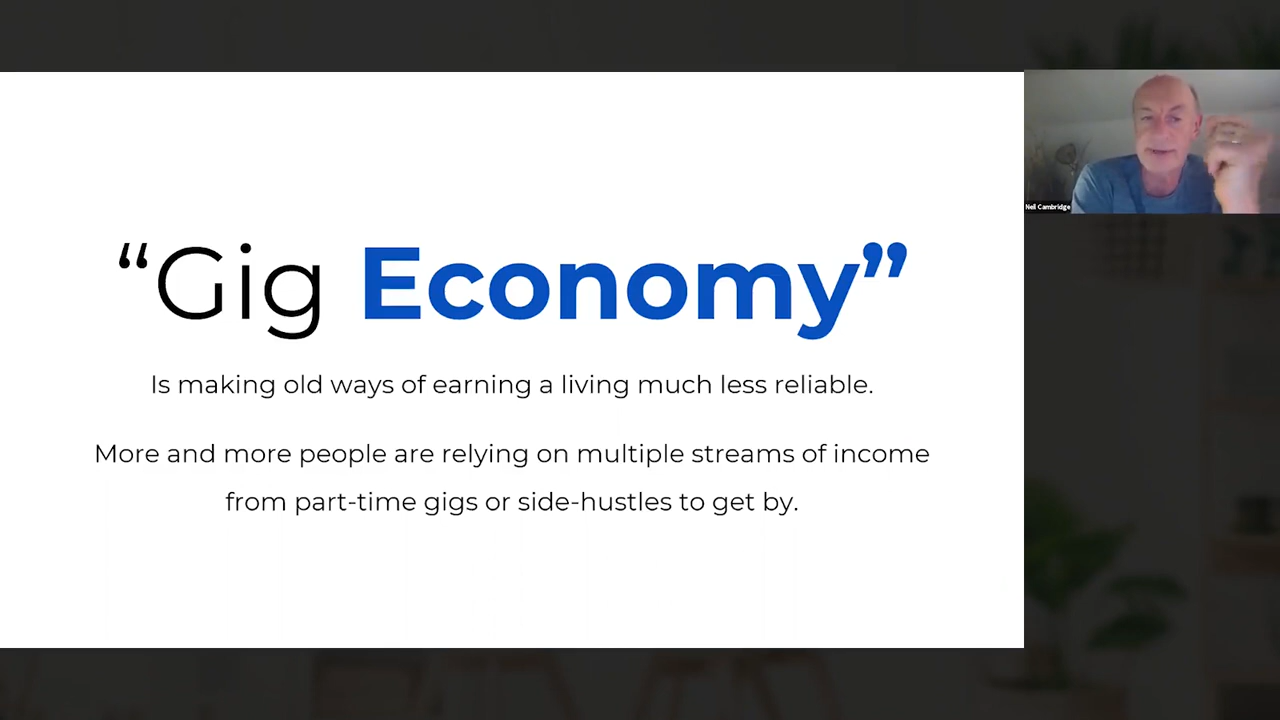 “Gig Economy”
Is making old ways of earning a living much less reliable.
More and more people are relying on multiple streams of income
from part-time gigs or side-hustles to get by.
Neil Cambridge